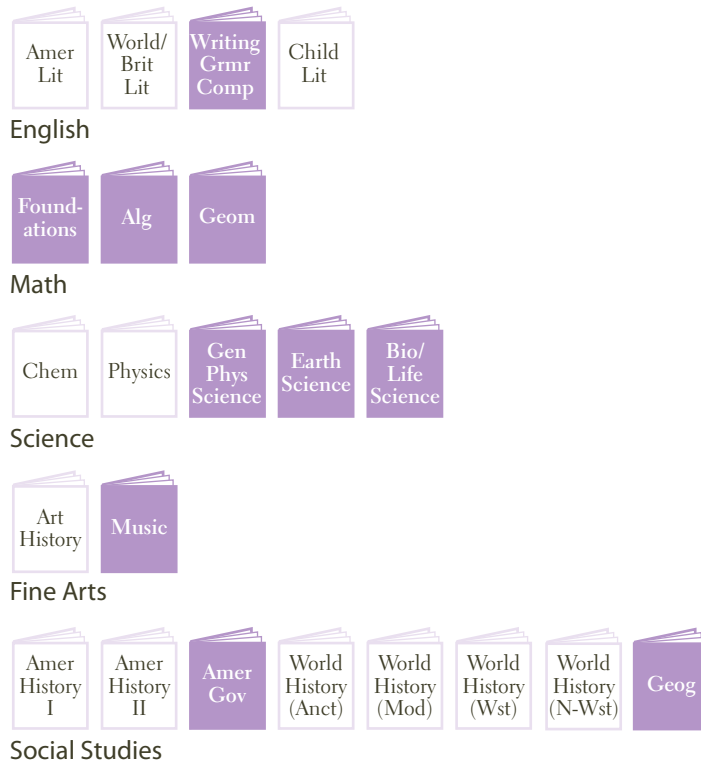 Amer
Lit
World/
Brit
Lit
Writing
Grmr
Comp
Child
Lit
English
Found-
ations
Alg
Geom
Math
Chem
Physics
Gen
Phys
Science
Earth
Science
Bio/
Life
Science
Science
Art
History
Music
Fine Arts
Amer
History
I
Amer
History
II
Amer
Gov
World
History
(Anct)
World
History
(Mod)
World
History
(Wst)
World
History
(N-Wst)
Geog
Social Studies